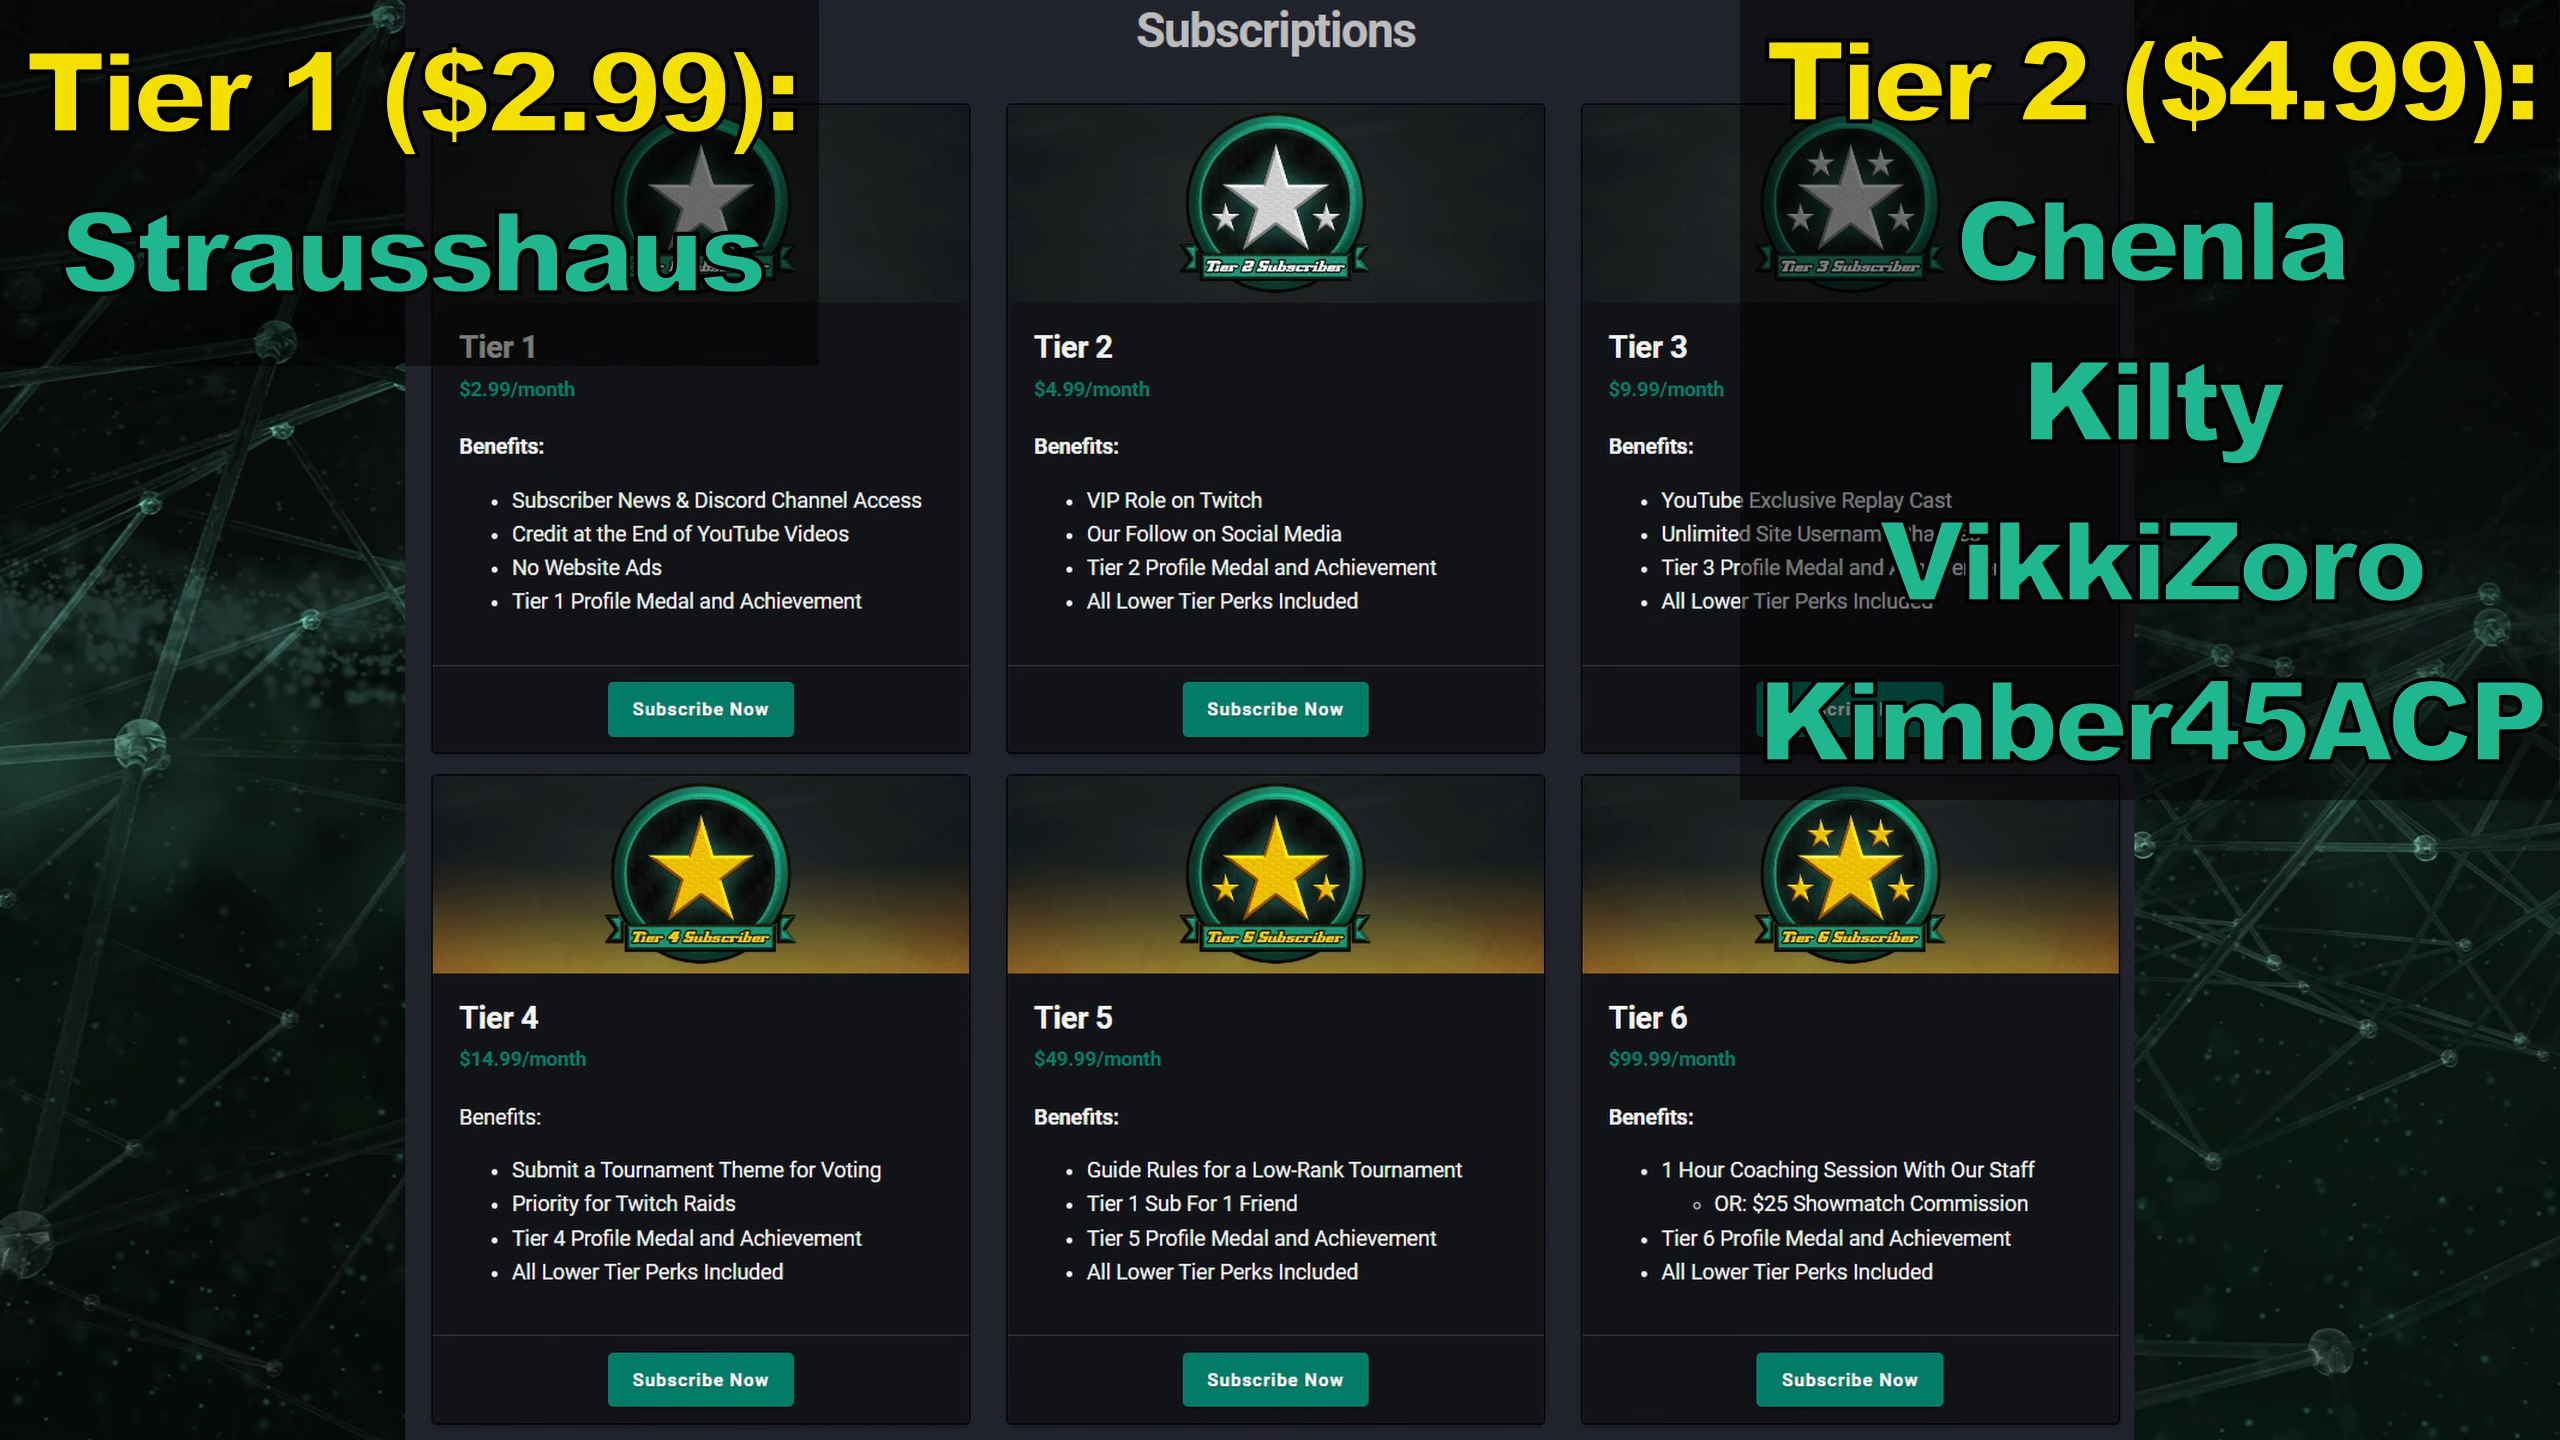 Subscriptions
Tier 1 ($2.99):
Strausshaus
Tier 2 ($4.99):
Chenla
Kilty
VikkiZoro
Kimber45ACP
Tier 1
$2.99/month
Benefits:
Subscriber News & Discord Channel Access
Credit at the End of YouTube Videos
No Website Ads
Tier 1 Profile Medal and Achievement
Subscribe Now
Tier 2 Subscriber
Tier 2
$4.99/month
Benefits:
VIP Role on Twitch
Our Follow on Social Media
Tier 2 Profile Medal and Achievement
All Lower Tier Perks Included
Subscribe Now
Tier 3 Subscriber
Tier 3
$9.99/month
Benefits:
YouTube Exclusive Replay Cast
Unlimited Site Username
Tier 3 Profile Medal and
All Lower Tier Perks Included
Tier 4 Subscriber
Tier 4
$14.99/month
Benefits:
Submit a Tournament Theme for Voting
Priority for Twitch Raids
Tier 4 Profile Medal and Achievement
All Lower Tier Perks Included
Subscribe Now
Tier 5 Subscriber
Tier 5
$49.99/month
Benefits:
Guide Rules for a Low-Rank Tournament
Tier 1 Sub For 1 Friend
Tier 5 Profile Medal and Achievement
All Lower Tier Perks Included
Subscribe Now
Tier 6 Subscriber
Tier 6
$99.99/month
Benefits:
1 Hour Coaching Session With Our Staff
OR: $25 Showmatch Commission
Tier 6 Profile Medal and Achievement
All Lower Tier Perks Included
Subscribe Now